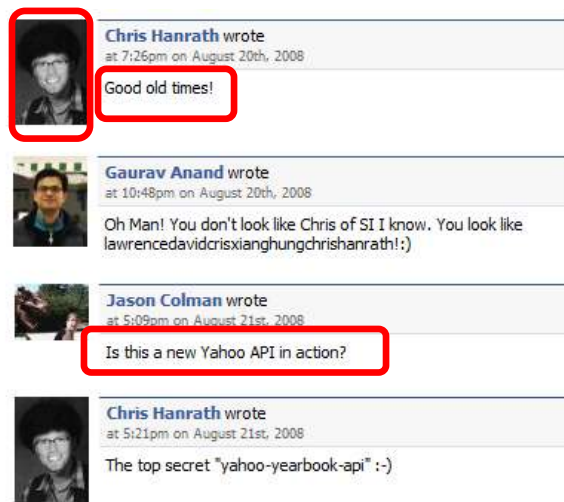 Chris Hanrath wrote
at 7:26pm on August 20th, 2008
Good old times!
Gaurav Anand wrote
at 10:48pm on August 20th, 2008
Oh Man! You don't look like Chris of SI I know. You look like
lawrencedavidcrisxianghungchrishanrath!:)
Jason Colman wrote
at 5:09pm on August 21st, 2008
Is this a new Yahoo API in action?
Chris Hanrath wrote
at 5:21pm on August 21st, 2008
The top secret "yahoo-yearbook-api" :-)